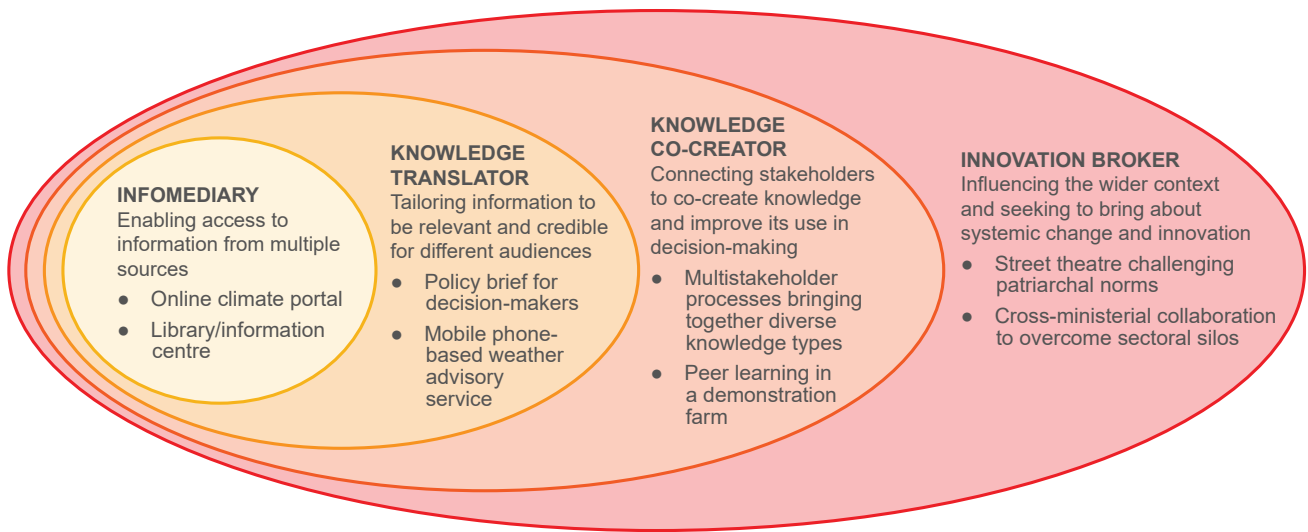 INFOMEDIARY
Enabling access to
information from multiple
sources
● Online climate portal
● Library/information
centre
KNOWLEDGE
TRANSLATOR
Tailoring information to
be relevant and credible
for different audiences
● Policy brief for
decision-makers
● Mobile phone-
based weather
advisory
service
KNOWLEDGE
CO-CREATOR
Connecting stakeholders
to co-create knowledge
and improve its use in
decision-making
● Multistakeholder
processes bringing
together diverse
knowledge types
● Peer learning in
a demonstration
farm
INNOVATION BROKER
Influencing the wider context
and seeking to bring about
systemic change and innovation
● Street theatre challenging
patriarchal norms
● Cross-ministerial collaboration
to overcome sectoral silos